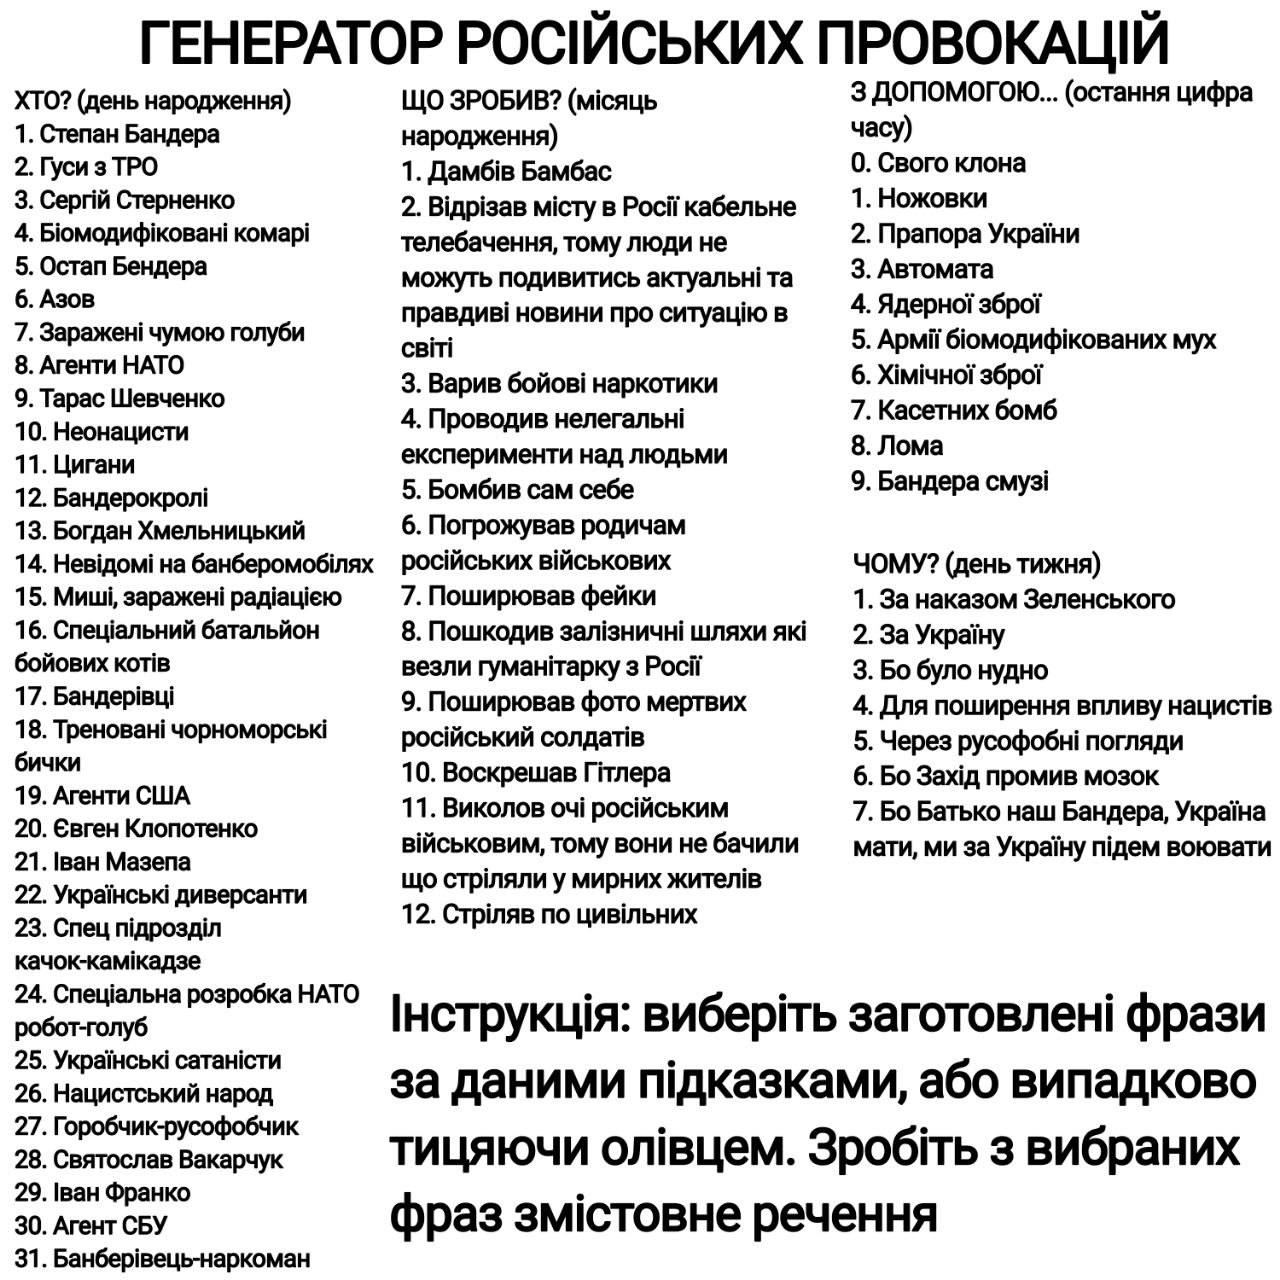 ГЕНЕРАТОР РОСІЙСЬКИХ ПРОВОКАЦІЙ
ХТО? (день народження)
1. Степан Бандера
2. Гуси з ТРО
3. Сергій Стерненко
4. Біомодифіковані комарі
5. Остап Бендера
6. Азов
7. Заражені чумою голуби
8. Агенти НАТО
9. Тарас Шевченко
10. Неонацисти
11. Цигани
12. Бандерокролі
13. Богдан Хмельницький
14. Невідомі на банберомобілях
15. Миші, заражені радіацією
16. Спеціальний батальйон
бойових котів
17. Бандерівці
18. Треновані чорноморські
бички
19. Агенти США
20. Євген Клопотенко
21. Іван Мазепа
22. Українські диверсанти
23. Спец підрозділ
качок-камікадзе
24. Спеціальна розробка НАТО
робот-голуб
25. Українські сатаністи
26. Нацистський народ
27. Горобчик-русофобчик
28. Святослав Вакарчук
29. Іван Франко
30. Агент СБУ
31. Банберівець-наркоман
ЩО ЗРОБИВ? (місяць
народження)
1. Дамбів Бамбас
2. Відрізав місту в Росії кабельне
телебачення, тому люди не
можуть подивитись актуальні та
правдиві новини про ситуацію в
світі
3. Варив бойові наркотики
4. Проводив нелегальні
експерименти над людьми
5. Бомбив сам себе
6. Погрожував родичам
російських військових
7. Поширював фейки
8. Пошкодив залізничні шляхи які
везли гуманітарку з Росії
9. Поширював фото мертвих
російський солдатів
10. Воскрешав Гітлера
11. Виколов очі російським
військовим, тому вони не бачили
що стріляли у мирних жителів
12. Стріляв по цивільних
З ДОПОМОГОЮ... (остання цифра
часу)
0. Свого клона
1. Ножовки
2. Прапора України
3. Автомата
4. Ядерної зброї
5. Армії біомодифікованих мух
6. Хімічної зброї
7. Касетних бомб
8. Лома
9. Бандера смузі
ЧОМУ? (день тижня)
1. За наказом Зеленського
2. За Україну
3. Бо було нудно
4. Для поширення впливу нацистів
5. Через русофобні погляди
6. Бо Захід промив мозок
7. Бо Батько наш Бандера, Україна
мати, ми за Україну підем воювати
Інструкція: виберіть заготовлені фрази
за даними підказками, або випадково
тицяючи олівцем. Зробіть з вибраних
фраз змістовне речення